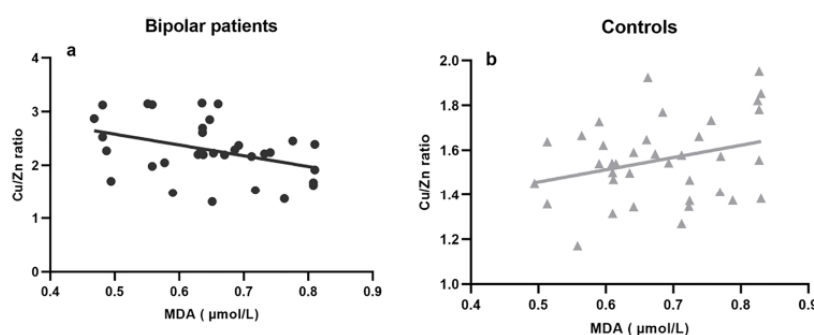 Bipolar patients
a
Cu/Zn ratio
4
3
2
1
0
0.4 0.5 0.6 0.7 0.8 0.9
MDA ( µmol/L)
Controls
b
Cu/Zn ratio
2.0
1.8
1.6
1.4
1.2
1.0
0.4 0.5 0.6 0.7 0.8 0.9
MDA ( µmol/L)